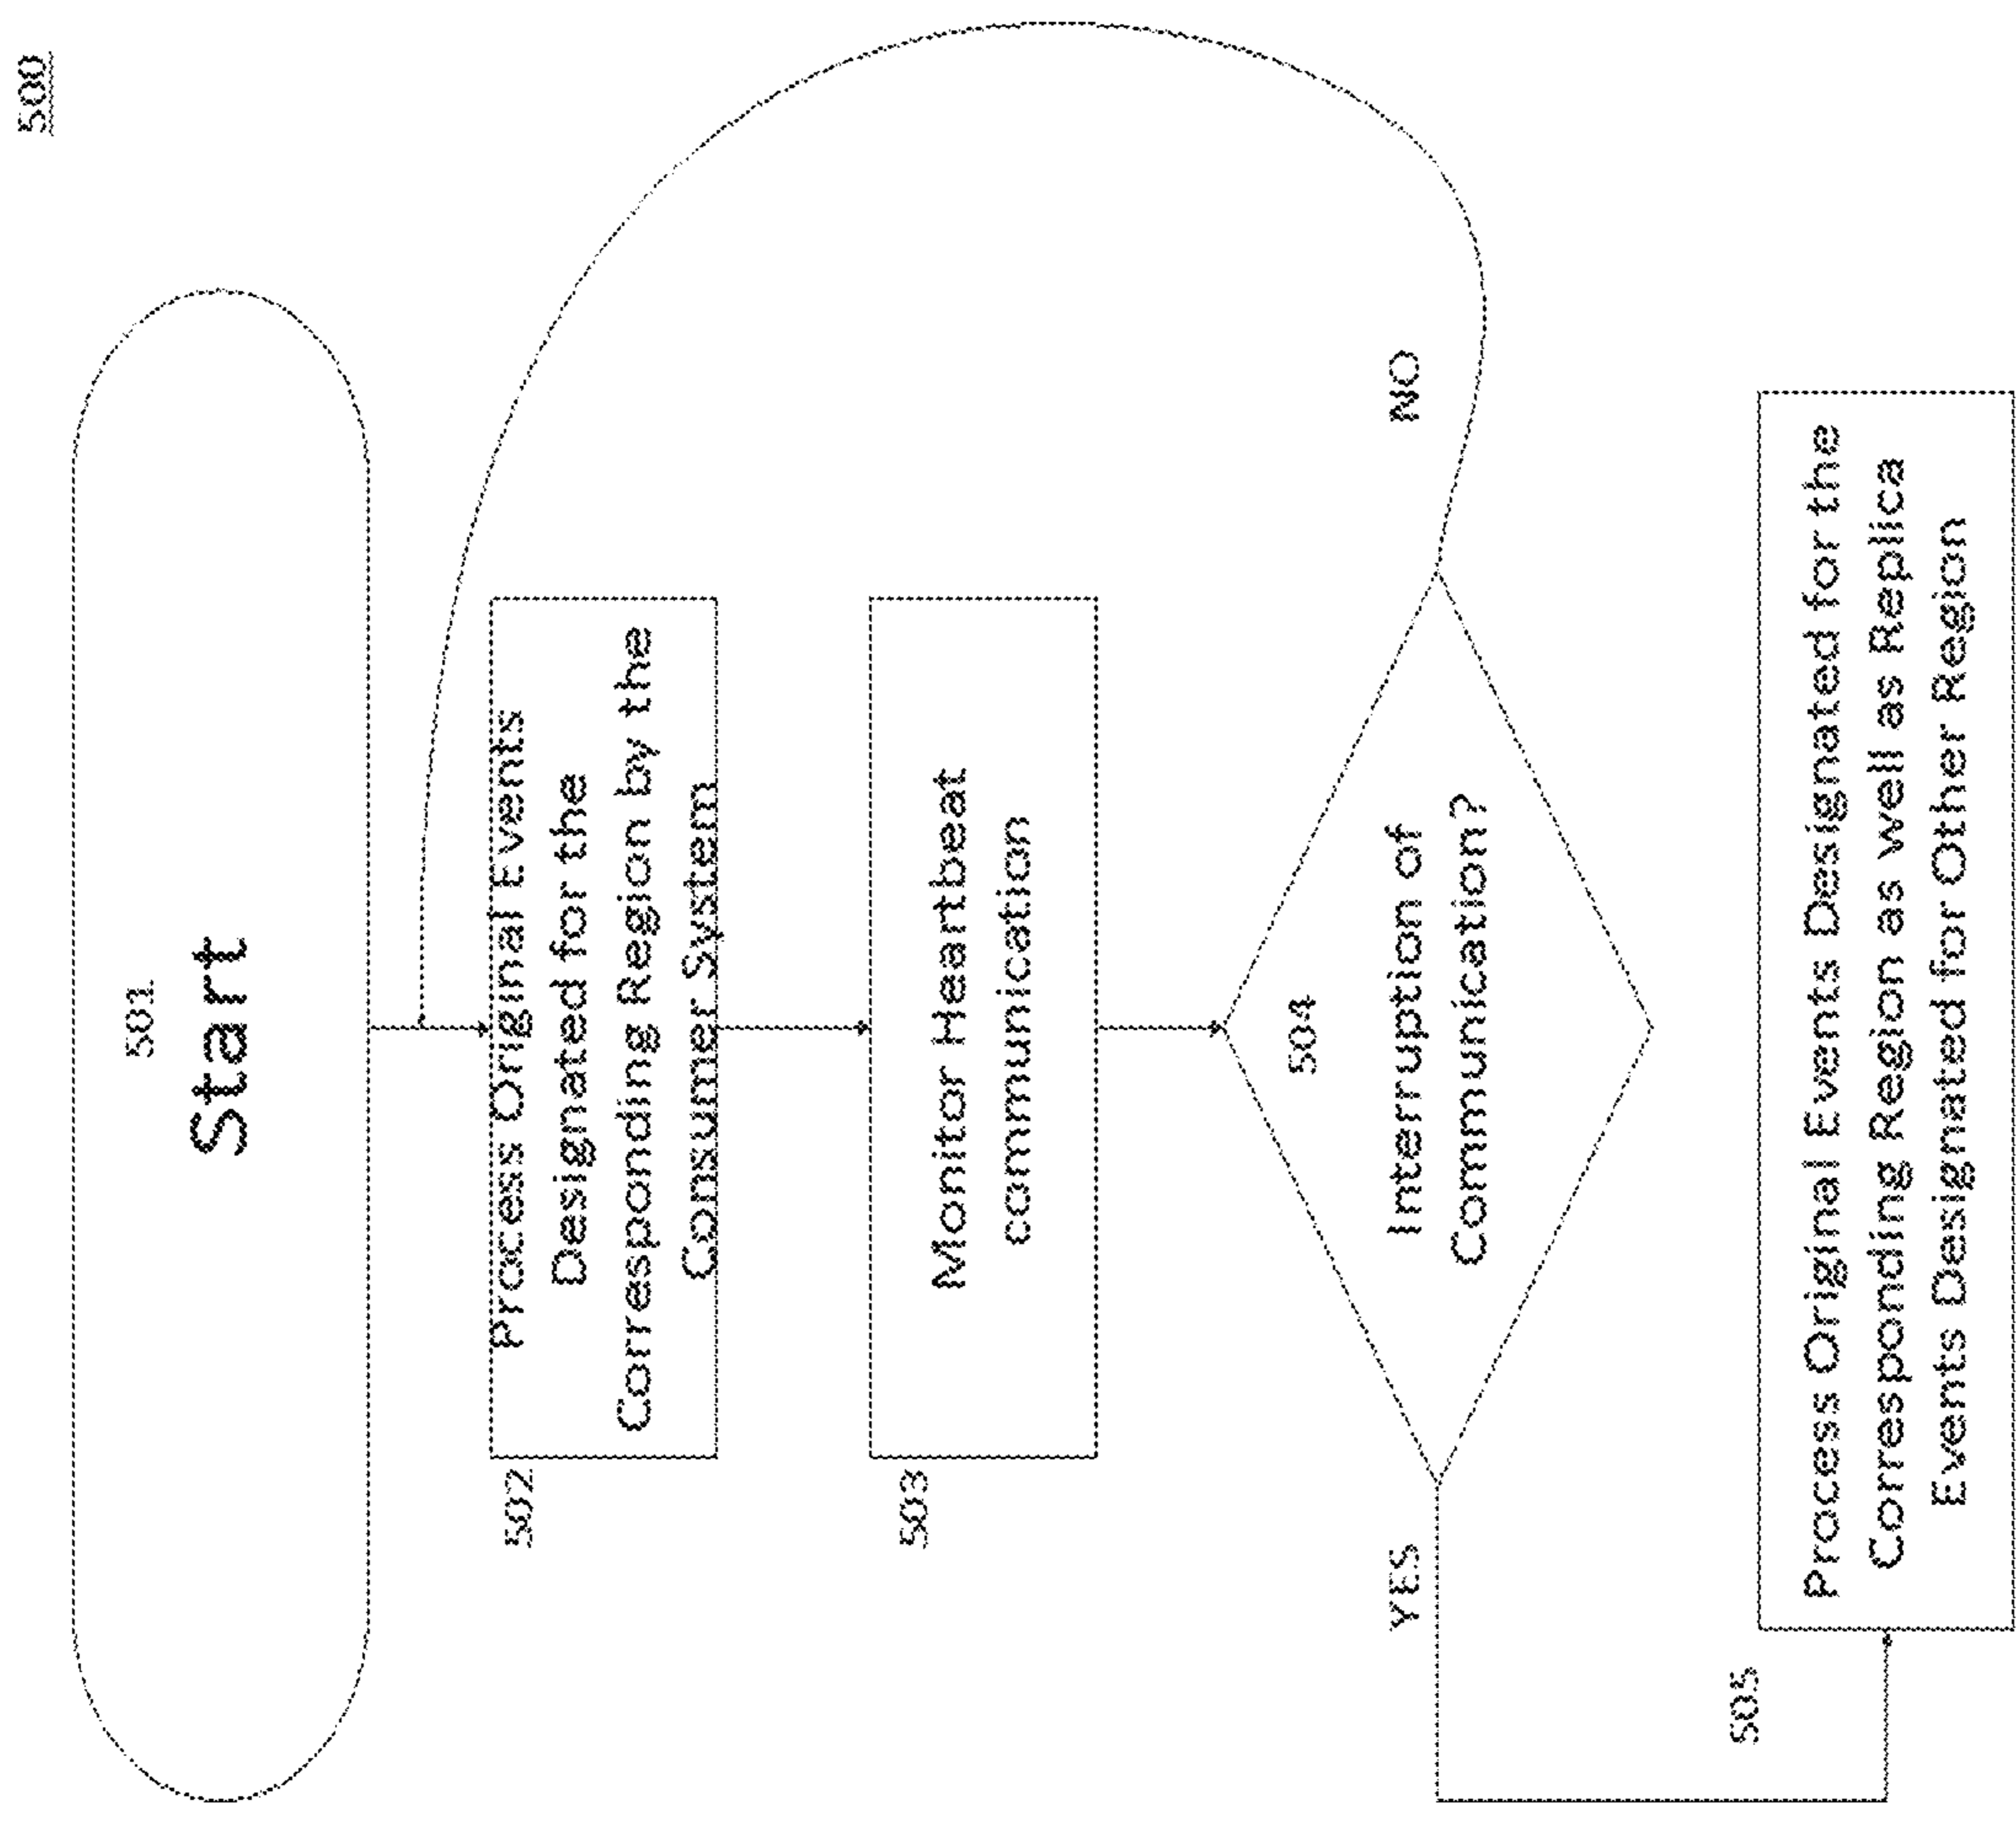 500
501
Start
502
Process Original Events
Designated for the
Corresponding Region by the
Consumer System
503
Monitor Heartbeat
communication
504
Interruption of
Communication?
NO
YES
505
Process Original Events Designated for the
Corresponding Region as well as Replica
Events Designated for Other Region